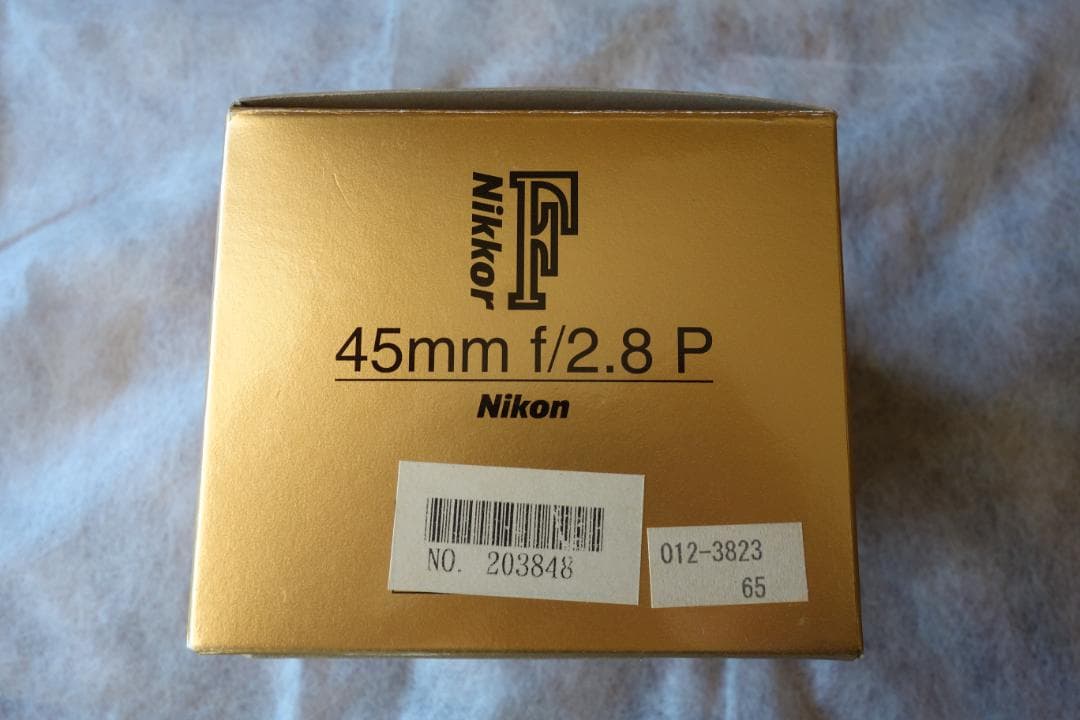 Nikkor
45mm f/2.8 P
Nikon
NO. 203848
012-3823
65